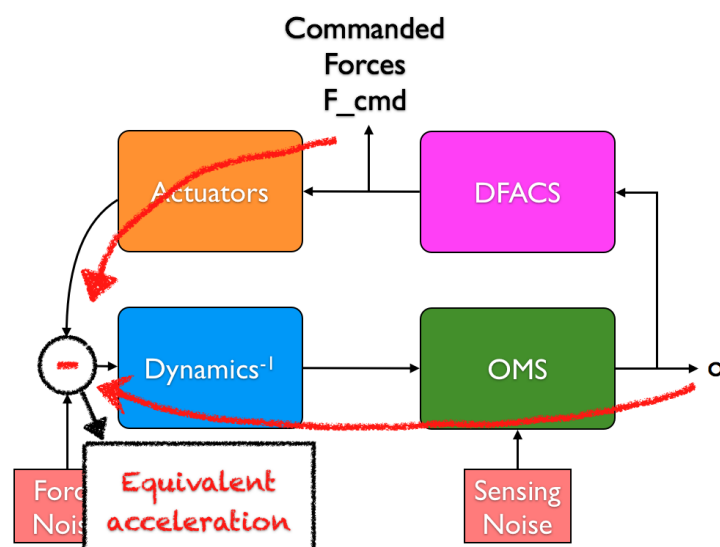 Commanded
Forces
F_cmd
Actuators
DFACS
-
Dynamics⁻¹
OMS
o
Equivalent
acceleration
Sensing
Noise